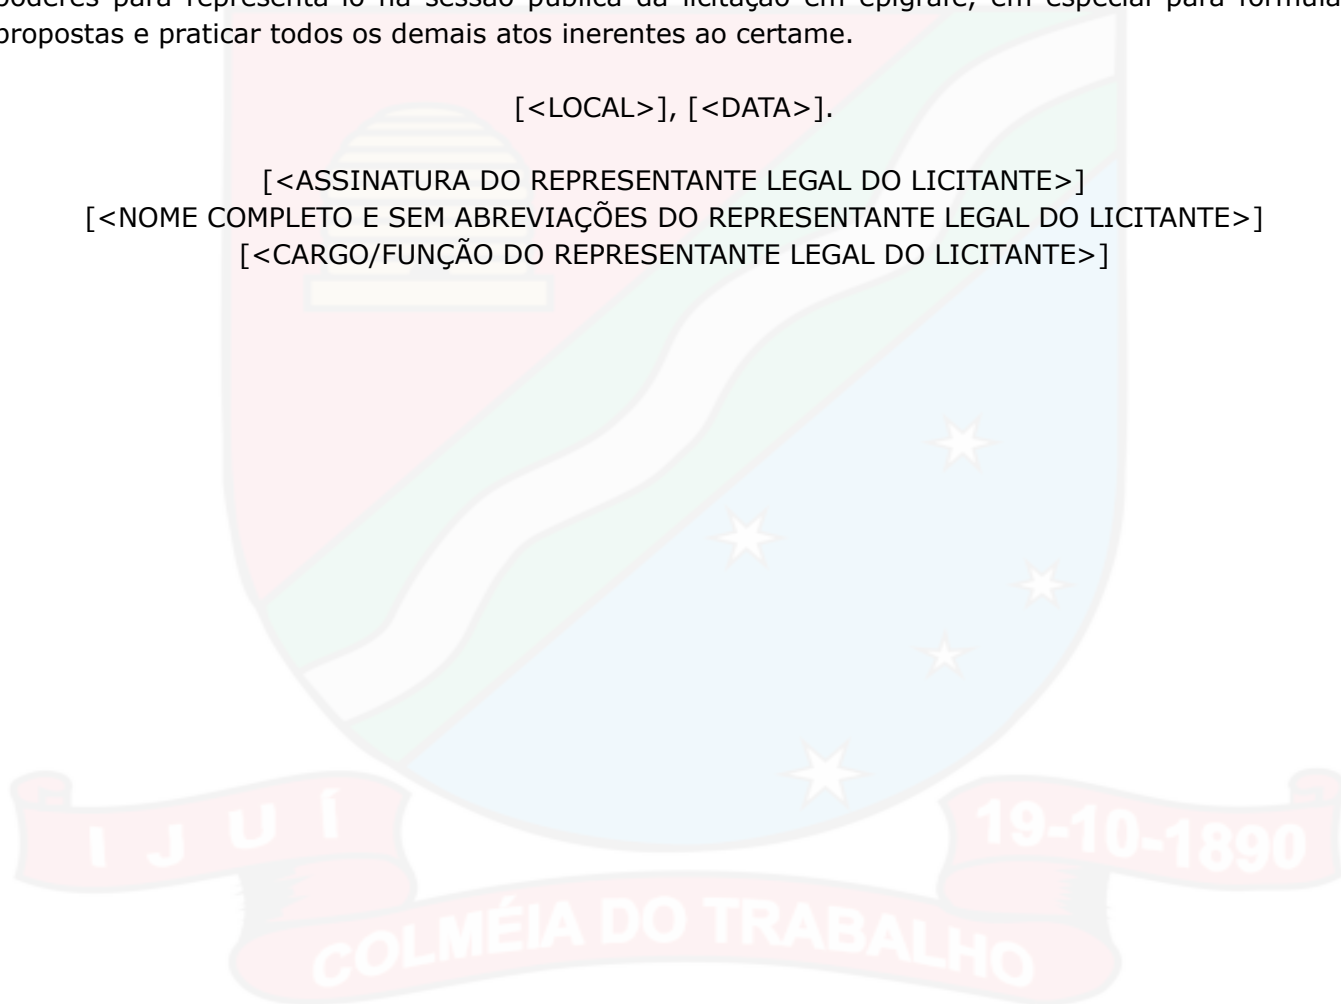 poderes para representá-lo na sessão pública da licitação em epígrafe, em especial para formula
propostas e praticar todos os demais atos inerentes ao certame.
[<LOCAL>], [<DATA>].
[<ASSINATURA DO REPRESENTANTE LEGAL DO LICITANTE>]
[<NOME COMPLETO E SEM ABREVIAÇÕES DO REPRESENTANTE LEGAL DO LICITANTE>]
[<CARGO/FUNÇÃO DO REPRESENTANTE LEGAL DO LICITANTE>]
IJUÍ
19-10-1890
COLMÉIA DO TRABALHO